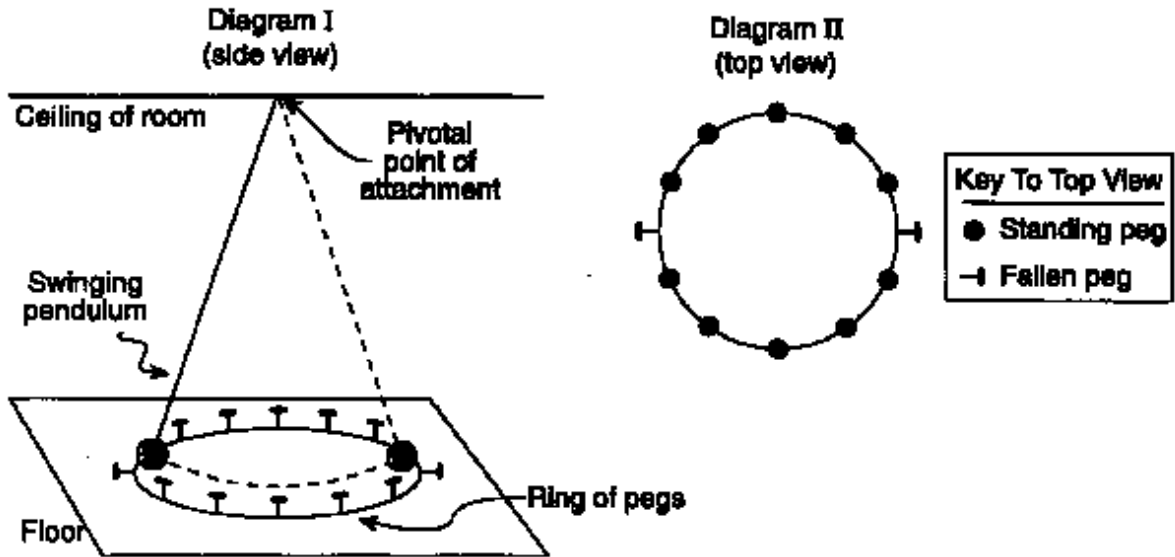 Diagram I
(side view)
Ceiling of room
Pivotal
point of
attachment
Swinging
pendulum
Ring of pegs
Floor
Diagram II
(top view)
Key To Top View
Standing peg
Fallen peg